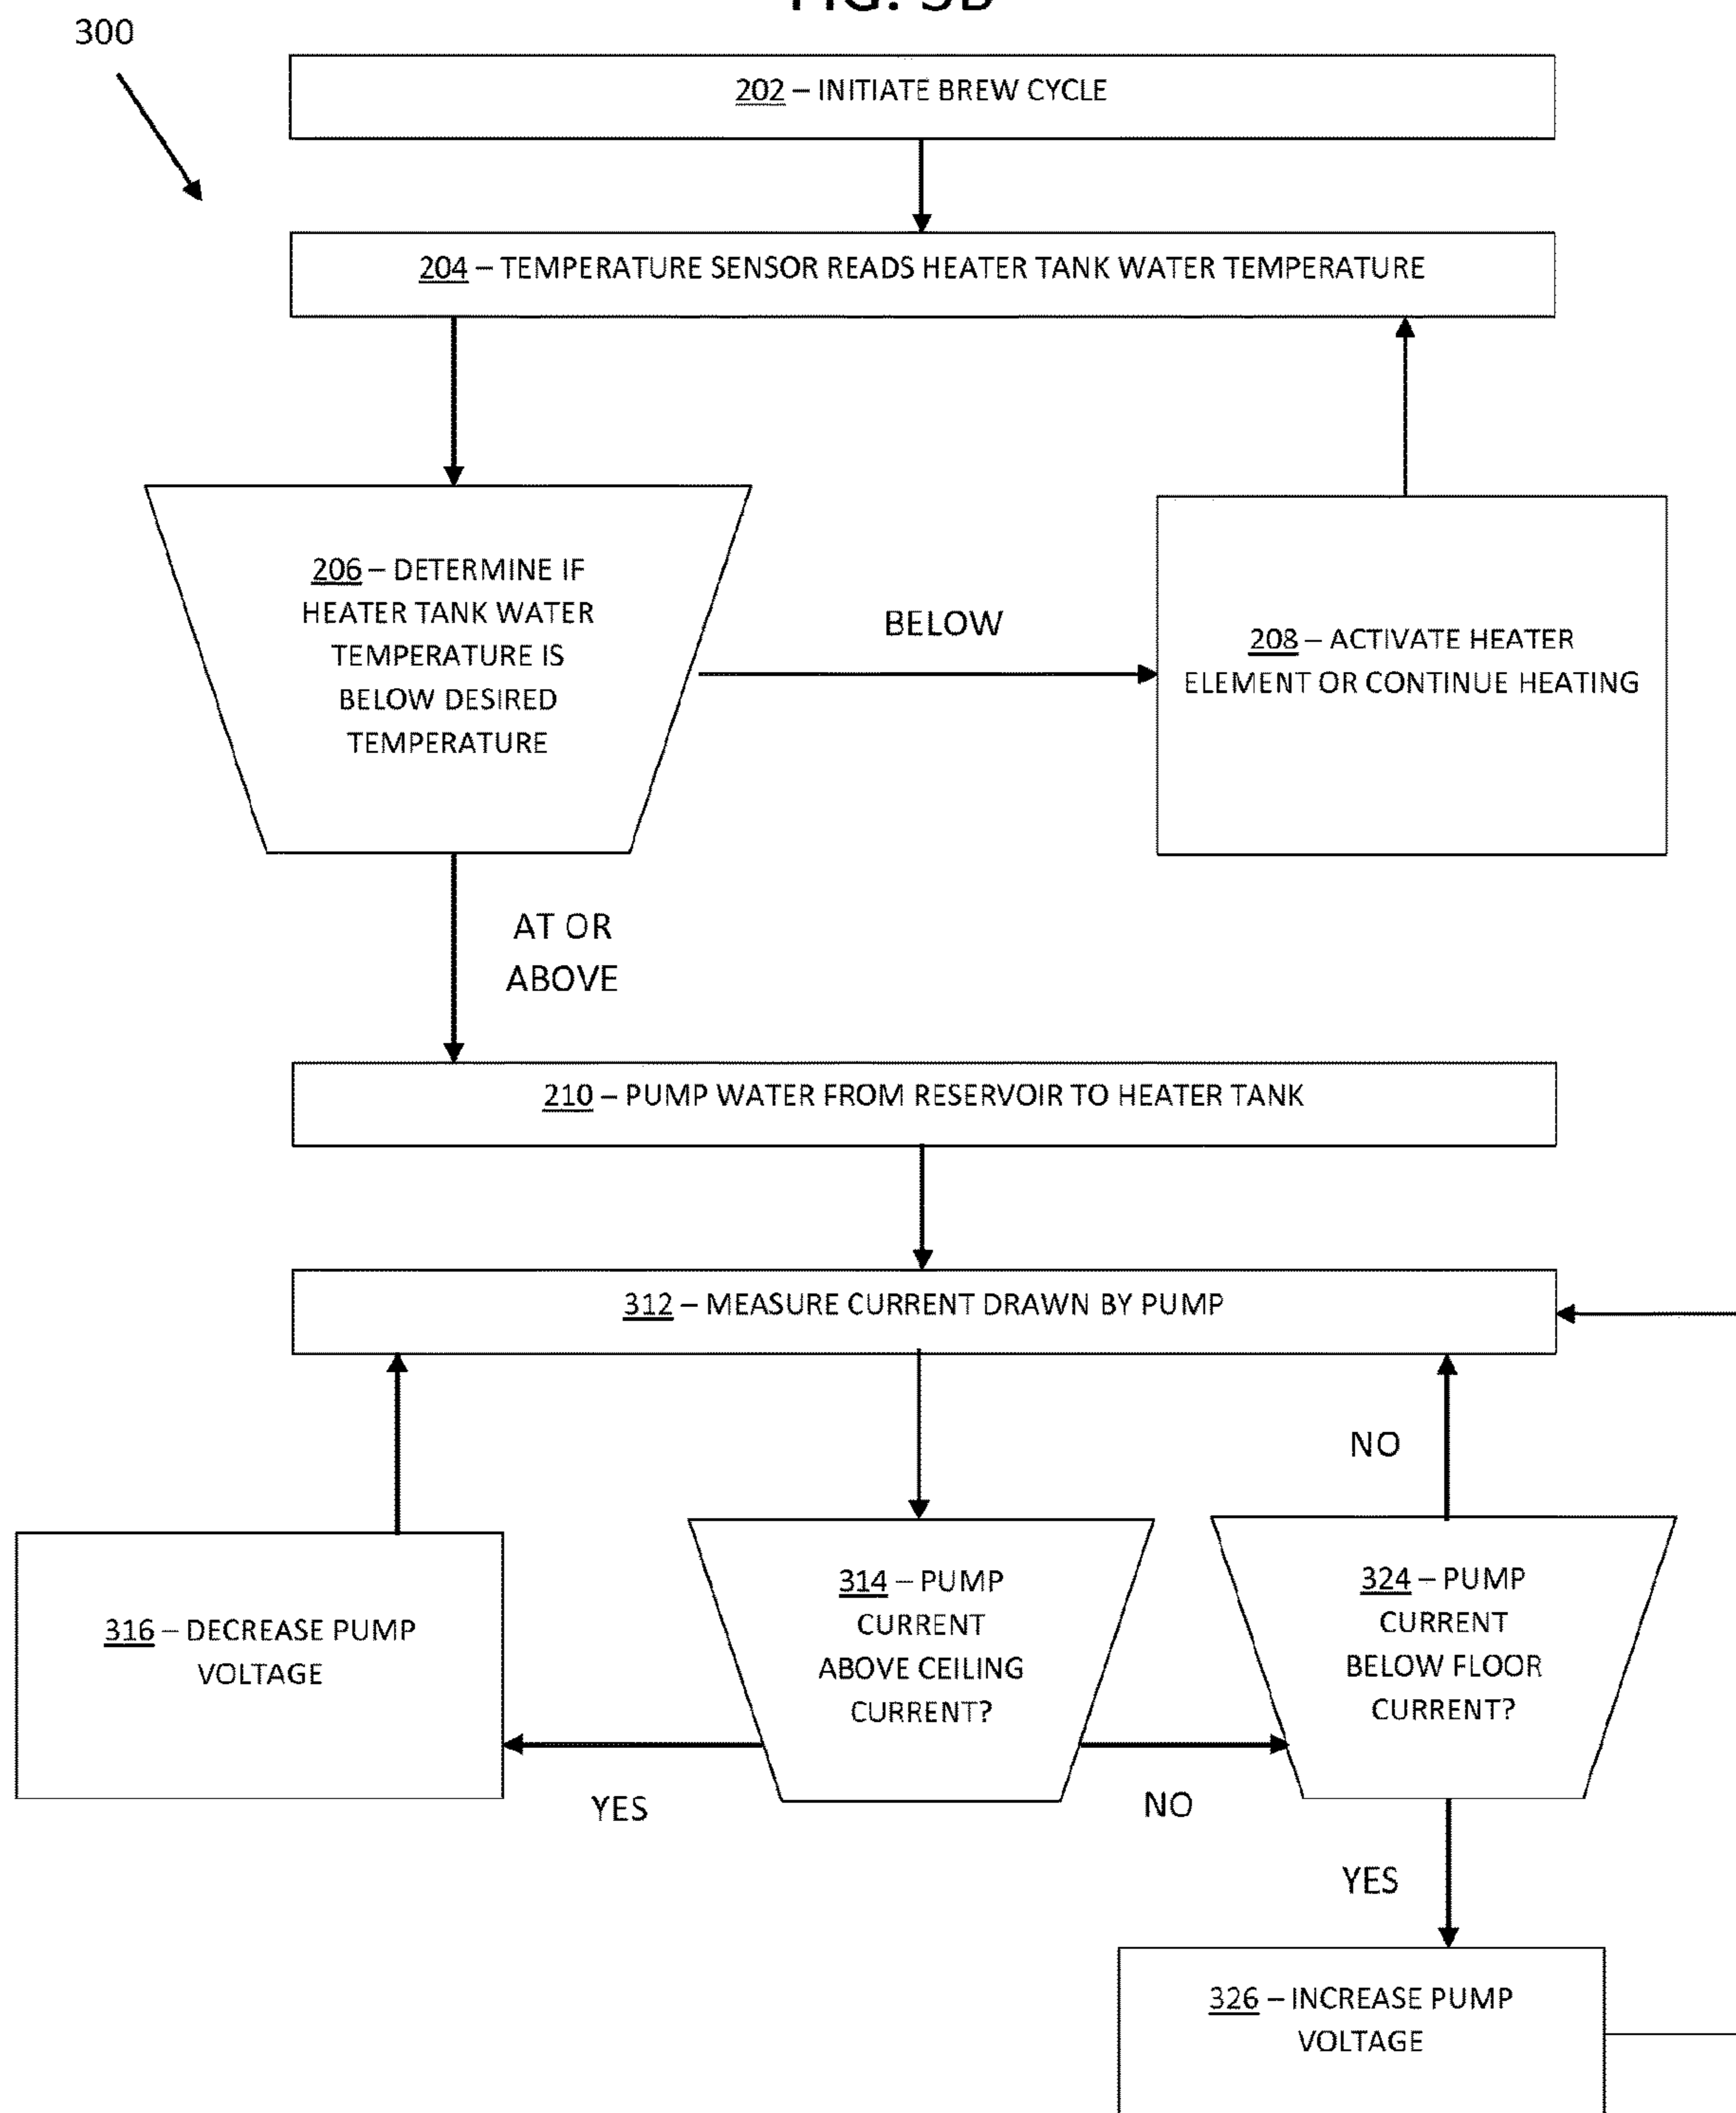 FIG. 3B
300
202 – INITIATE BREW CYCLE
204 – TEMPERATURE SENSOR READS HEATER TANK WATER TEMPERATURE
206 – DETERMINE IF
HEATER TANK WATER
TEMPERATURE IS
BELOW DESIRED
TEMPERATURE
BELOW
208 – ACTIVATE HEATER
ELEMENT OR CONTINUE HEATING
AT OR
ABOVE
210 – PUMP WATER FROM RESERVOIR TO HEATER TANK
312 – MEASURE CURRENT DRAWN BY PUMP
NO
316 – DECREASE PUMP
VOLTAGE
314 – PUMP
CURRENT
ABOVE CEILING
CURRENT?
324 – PUMP
CURRENT
BELOW FLOOR
CURRENT?
YES
NO
YES
326 – INCREASE PUMP
VOLTAGE